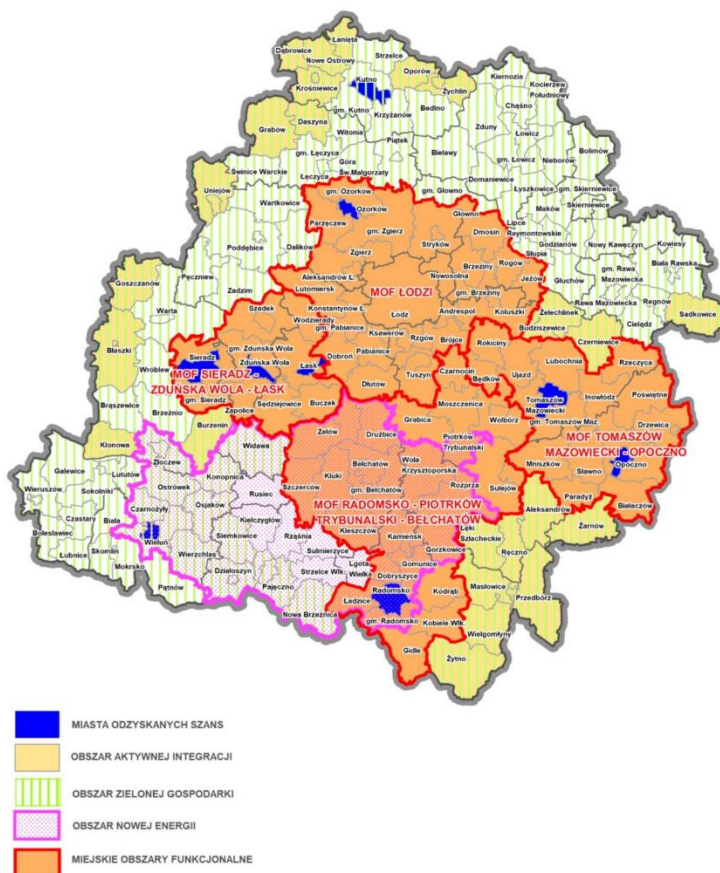 Łanięta
Dąbrowice
Strzelce
Nowe Ostrowy
Oporów
Kutno
Krośniewice
Żychlin
Kiernozia
Kocierzew
Południowy
gm. Kutno
Bedlno
Chąśno
Daszyna
Krzyżanów
Grabów
Zduny
Łowicz
Witonia
Piątek
Bolimów
gm. Łęczyca
Bielawy
gm. Łowicz
Nieborów
Góra
Św.Małgorzaty
Świnice Warckie
Łęczyca
Domaniewice
Uniejów
gm. Ozorków
gm. Głowno
Łyszkowice
gm. Skierniewice
Wartkowice
Ozorków
Maków
Skierniewice
Parzęczew
Głowno
Dmosin
Lipce
Reymontowskie
Godzianów
Nowy Kawęczyn
Kowiesy
gm. Zgierz
Stryków
Słupia
Biała Rawska
Poddębice
Dalików
Zgierz
Brzeziny
Rogów
Głuchów
gm. Rawa
Mazowiecka
Pęczniew
Aleksandrów Ł.
Nowosolna
Jeżów
Goszczanów
Zadzim
Lutomiersk
MOF ŁODZI
gm. Brzeziny
Rawa Mazowiecka
Regnów
Sadkowice
Warta
Szadek
Konstantynów Ł.
Łódź
Andrespol
Koluszki
Żelechlinek
Cielądz
Wodzierady
gm. Pabianice
Ksawerów
Budziszewice
Błaszki
Sieradz
gm. Zduńska Wola
Rzgów
Brójce
Rokiciny
Czerniewice
Wróblew
Zduńska Wola
Łask
Dobroń
Pabianice
Lubochnia
Rzeczyca
MOF SIERADZ -
ZDUŃSKA WOLA - ŁASK
Tuszyn
Czarnocin
Ujazd
gm. Sieradz
Dłutów
Będków
Inowłódz
Poświętne
Brąszewice
Brzeźnio
Zapolice
Sędziejowice
Buczek
Moszczenica
Tomaszów
Mazowiecki
Burzenin
Grabica
Wolbórz
gm. Tomaszów Maz.
Drzewica
Klonowa
Widawa
Zelów
Drużbice
Piotrków
Trybunalski
MOF TOMASZÓW
MAZOWIECKI - OPOCZNO
Galewice
Złoczew
Konopnica
Bełchatów
Wola
Krzysztoporska
Mniszków
Sławno
Opoczno
Wieruszów
Lututów
Ostrówek
Rusiec
Kluki
Rozprza
Sulejów
Sokolniki
Szczerców
gm. Bełchatów
Paradyż
Białaczów
Czarnożyły
Osjaków
MOF RADOMSKO - PIOTRKÓW
TRYBUNALSKI - BEŁCHATÓW
Aleksandrów
Czastary
Biała
Kiełczygłów
Żarnów
Bolesławiec
Wieluń
Siemkowice
Rząśnia
Kleszczów
Kamieńsk
Łęki
Szlacheckie
Ręczno
Łubnice
Skomlin
Wierzchlas
Sulmierzyce
Gorzkowice
Mokrsko
Działoszyn
Strzelce Wlk.
Lgota
Wielka
Gomunice
Masłowice
Przedbórz
Pątnów
Pajęczno
Dobryszyce
Ładzice
Radomsko
Kodrąb
Nowa Brzeźnica
gm. Radomsko
Kobiele Wlk.
Wielgomłyny
Gidle
Żytno
MIASTA ODZYSKANYCH SZANS
OBSZAR AKTYWNEJ INTEGRACJI
OBSZAR ZIELONEJ GOSPODARKI
OBSZAR NOWEJ ENERGII
MIEJSKIE OBSZARY FUNKCJONALNE